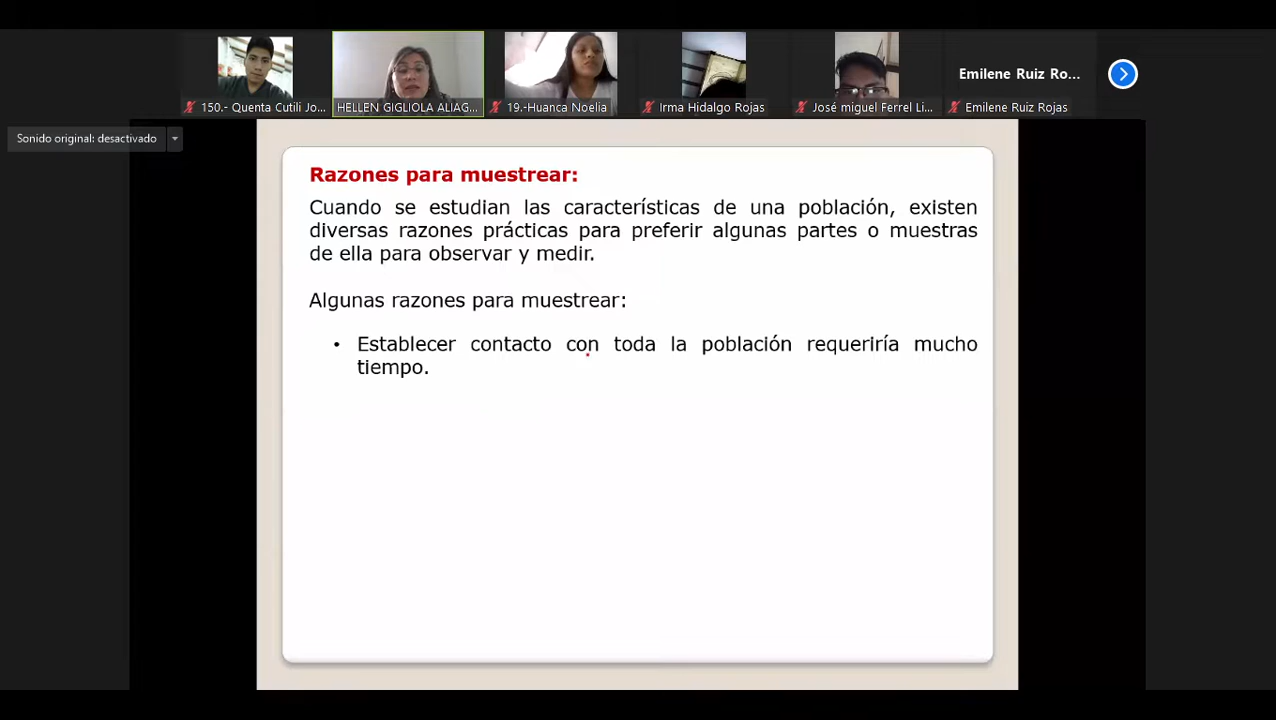 Emilene Ruiz Ro...
150.- Quenta Cutili Jo...
HELLEN GIGLIOLA ALIAG...
19.-Huanca Noelia
Irma Hidalgo Rojas
José miguel Ferrel Li...
Emilene Ruiz Rojas
Sonido original: desactivado
Razones para muestrear:
Cuando se estudian las características de una población, existen
diversas razones prácticas para preferir algunas partes o muestras
de ella para observar y medir.
Algunas razones para muestrear:
• Establecer contacto con toda la población requeriría mucho
tiempo.